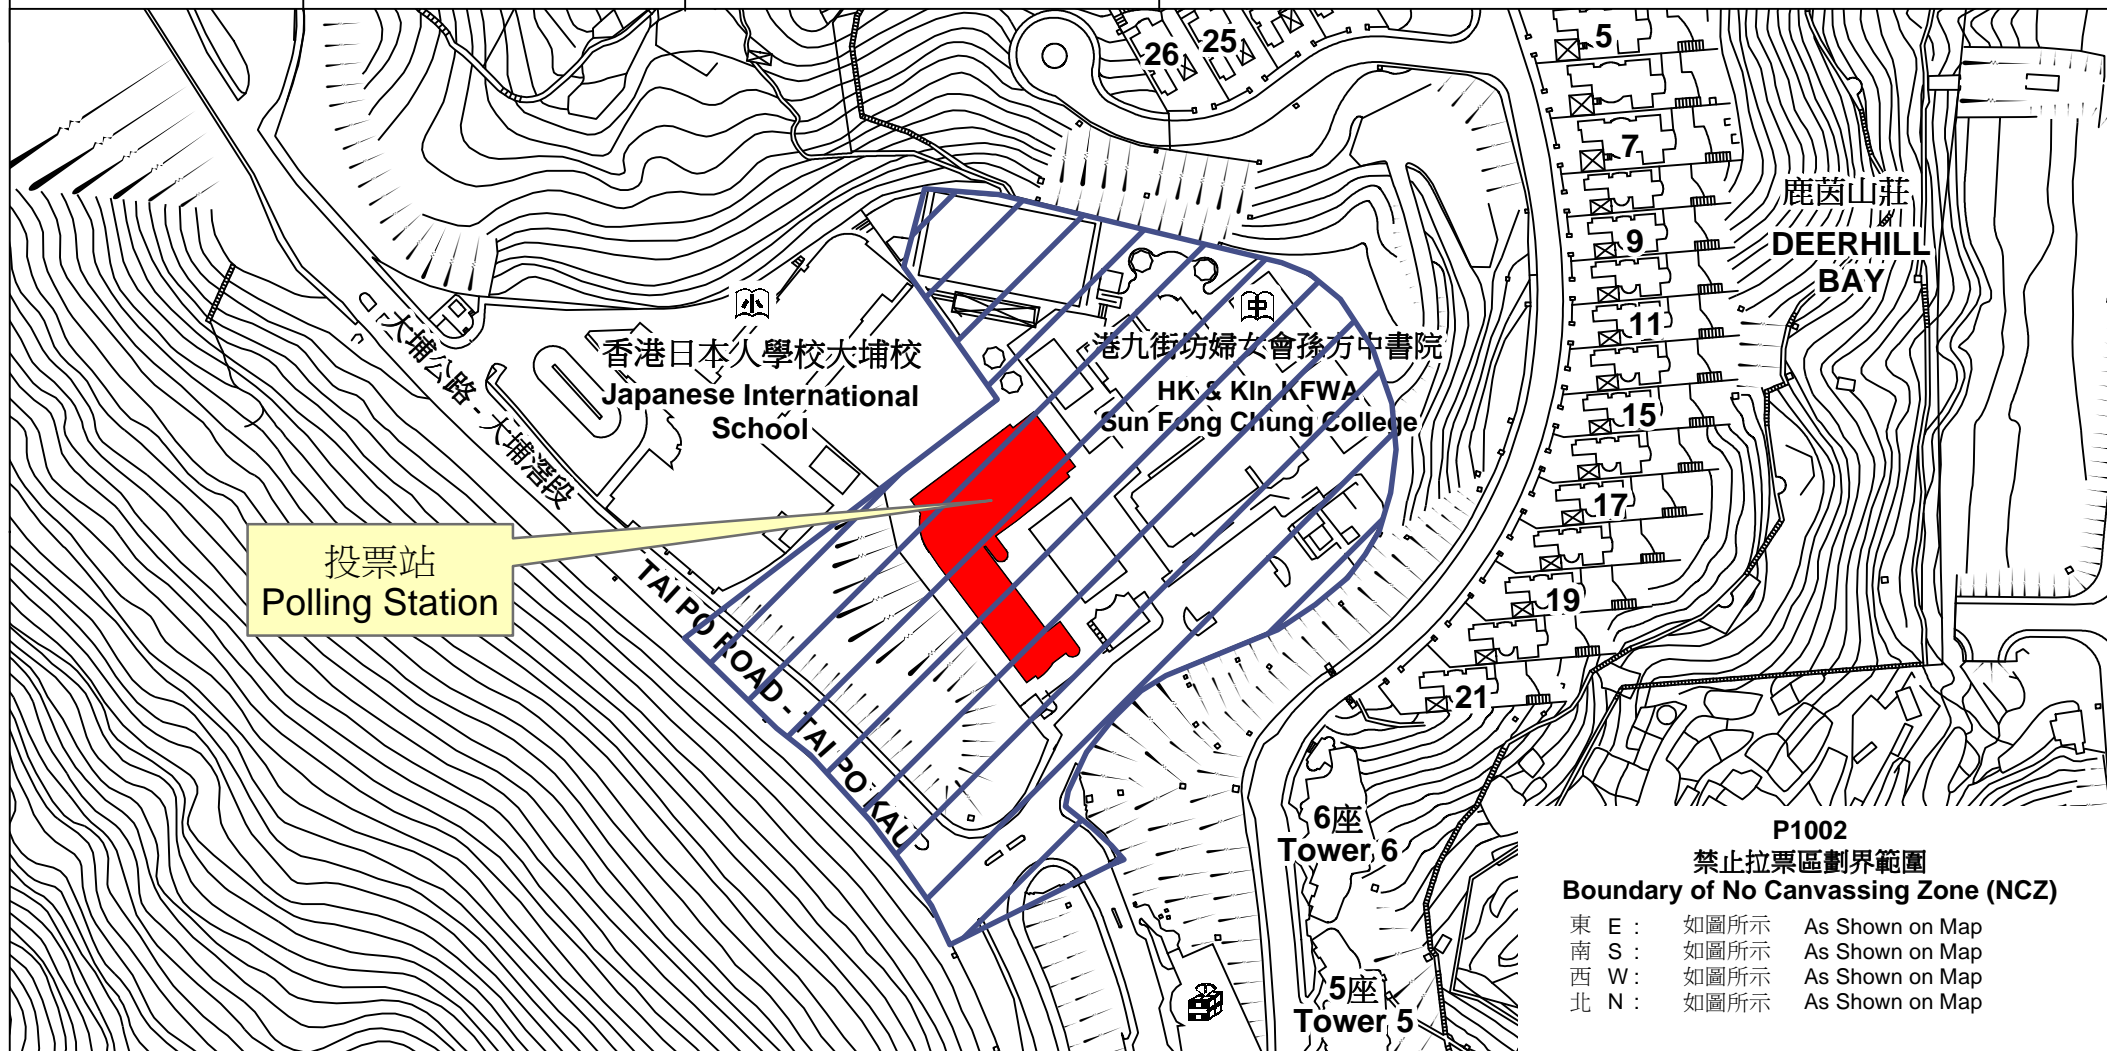 26
25
5
7
9
11
15
17
19
21
鹿茵山莊
DEERHILL
BAY
小
香港日本人學校大埔校
Japanese International
School
中
港九街坊婦女會孫方中書院
HK & Kln KFWA
Sun Fong Chung College
大埔公路 - 大埔滘段
TAI PO ROAD - TAI PO KAU
投票站
Polling Station
6座
Tower 6
5座
Tower 5
P1002
禁止拉票區劃界範圍
Boundary of No Canvassing Zone (NCZ)
東 E : 如圖所示 As Shown on Map
南 S : 如圖所示 As Shown on Map
西 W : 如圖所示 As Shown on Map
北 N : 如圖所示 As Shown on Map